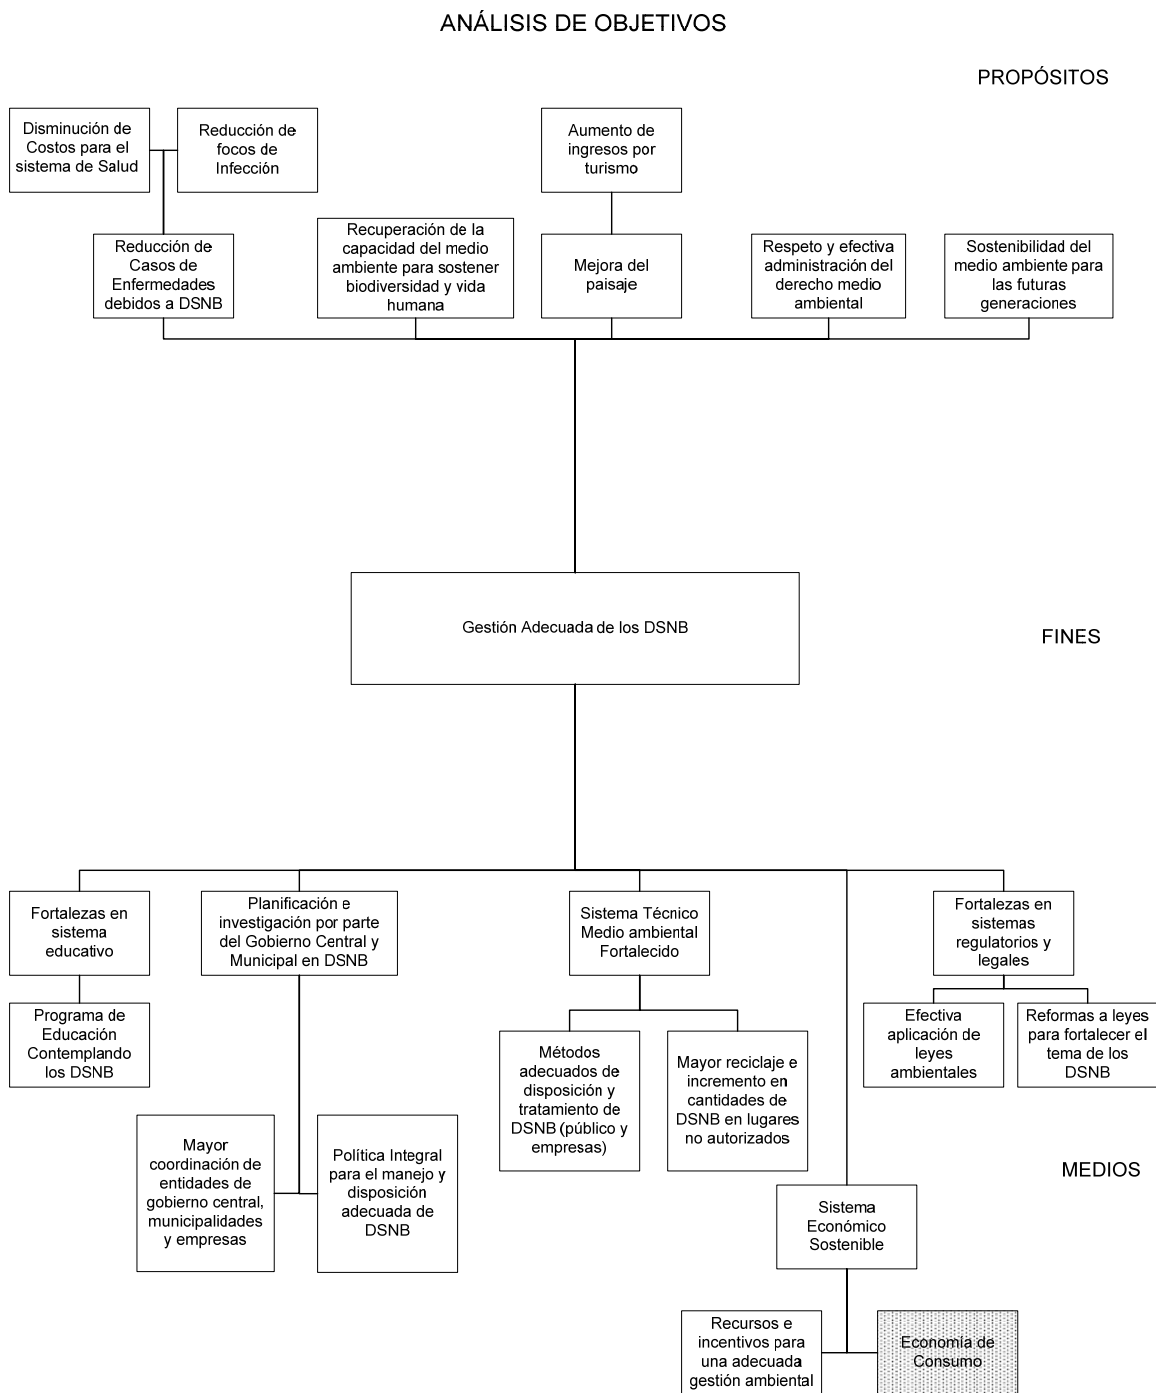 ANÁLISIS DE OBJETIVOS
PROPÓSITOS
Disminución de
Costos para el
sistema de Salud
Reducción de
focos de
Infección
Aumento de
ingresos por
turismo
Reducción de
Casos de
Enfermedades
debidos a DSNB
Recuperación de la
capacidad del medio
ambiente para sostener
biodiversidad y vida
humana
Mejora del
paisaje
Respeto y efectiva
administración del
derecho medio
ambiental
Sostenibilidad del
medio ambiente para
las futuras
generaciones
Gestión Adecuada de los DSNB
FINES
Fortalezas en
sistema
educativo
Planificación e
investigación por parte
del Gobierno Central y
Municipal en DSNB
Sistema Técnico
Medio ambiental
Fortalecido
Fortalezas en
sistemas
regulatorios y
legales
Programa de
Educación
Contemplando
los DSNB
Métodos
adecuados de
disposición y
tratamiento de
DSNB (público y
empresas)
Mayor reciclaje e
incremento en
cantidades de
DSNB en lugares
no autorizados
Efectiva
aplicación de
leyes
ambientales
Reformas a leyes
para fortalecer el
tema de los
DSNB
Mayor
coordinación de
entidades de
gobierno central,
municipalidades
y empresas
Política Integral
para el manejo y
disposición
adecuada de
DSNB
MEDIOS
Sistema
Económico
Sostenible
Recursos e
incentivos para
una adecuada
gestión ambiental
Economía de
Consumo